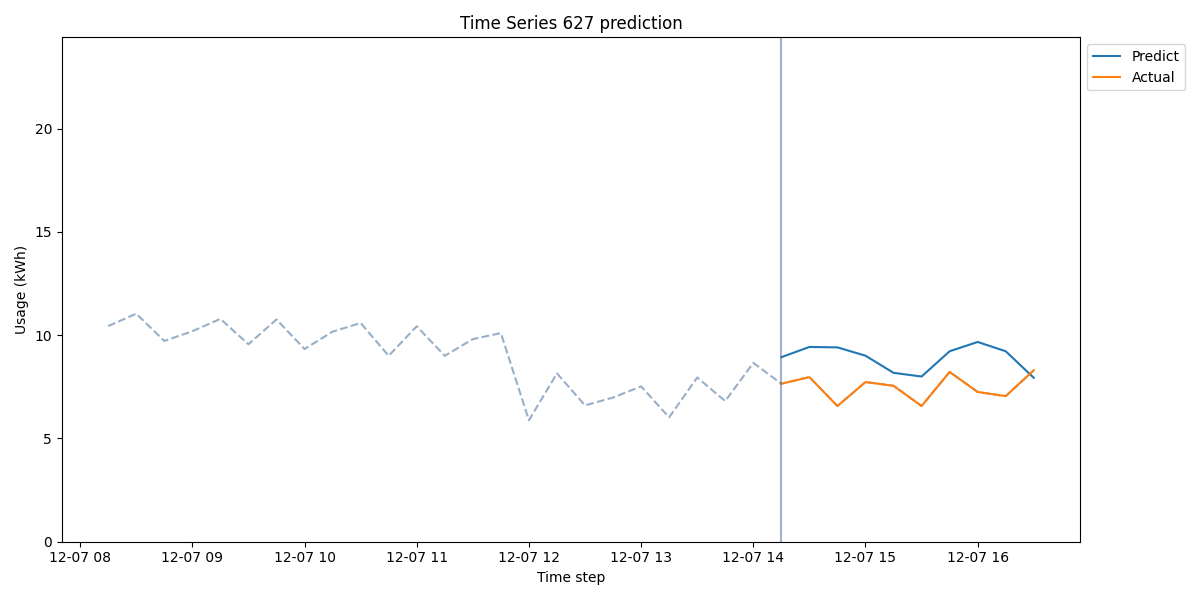 Time Series 627 prediction
Predict
Actual
20
15
10
5
0
Usage (kWh)
12-07 08 12-07 09 12-07 10 12-07 11 12-07 12 12-07 13 12-07 14 12-07 15 12-07 16
Time step